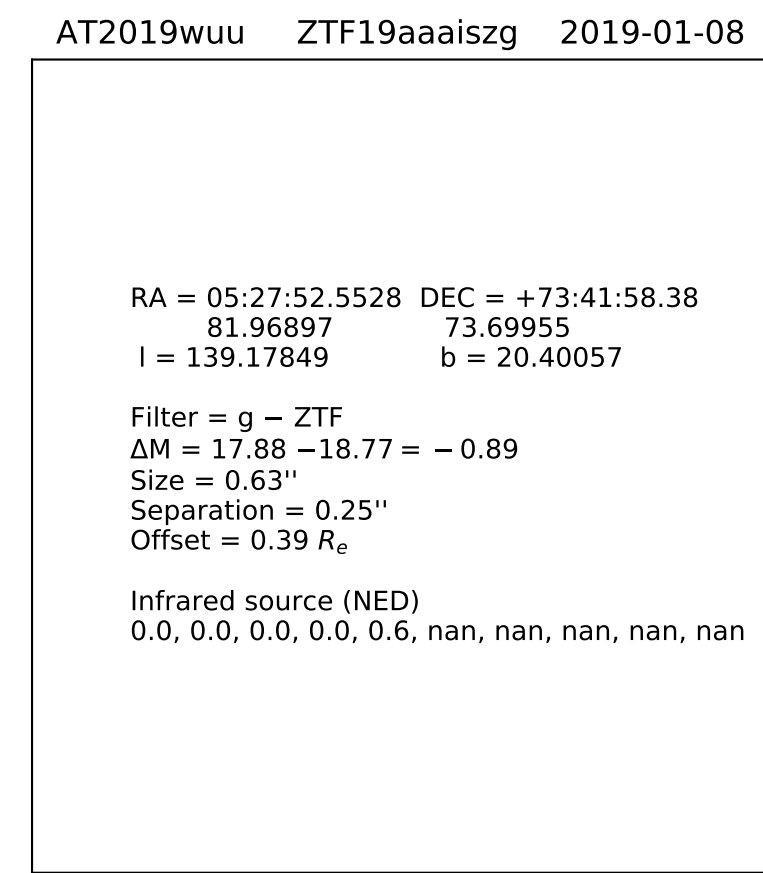 AT2019wuu ZTF19aaaiszg 2019-01-08
RA = 05:27:52.5528 DEC = +73:41:58.38
81.96897 73.69955
l = 139.17849 b = 20.40057
Filter = g − ZTF
ΔM = 17.88 −18.77 = − 0.89
Size = 0.63''
Separation = 0.25''
Offset = 0.39 Rₑ
Infrared source (NED)
0.0, 0.0, 0.0, 0.0, 0.6, nan, nan, nan, nan, nan